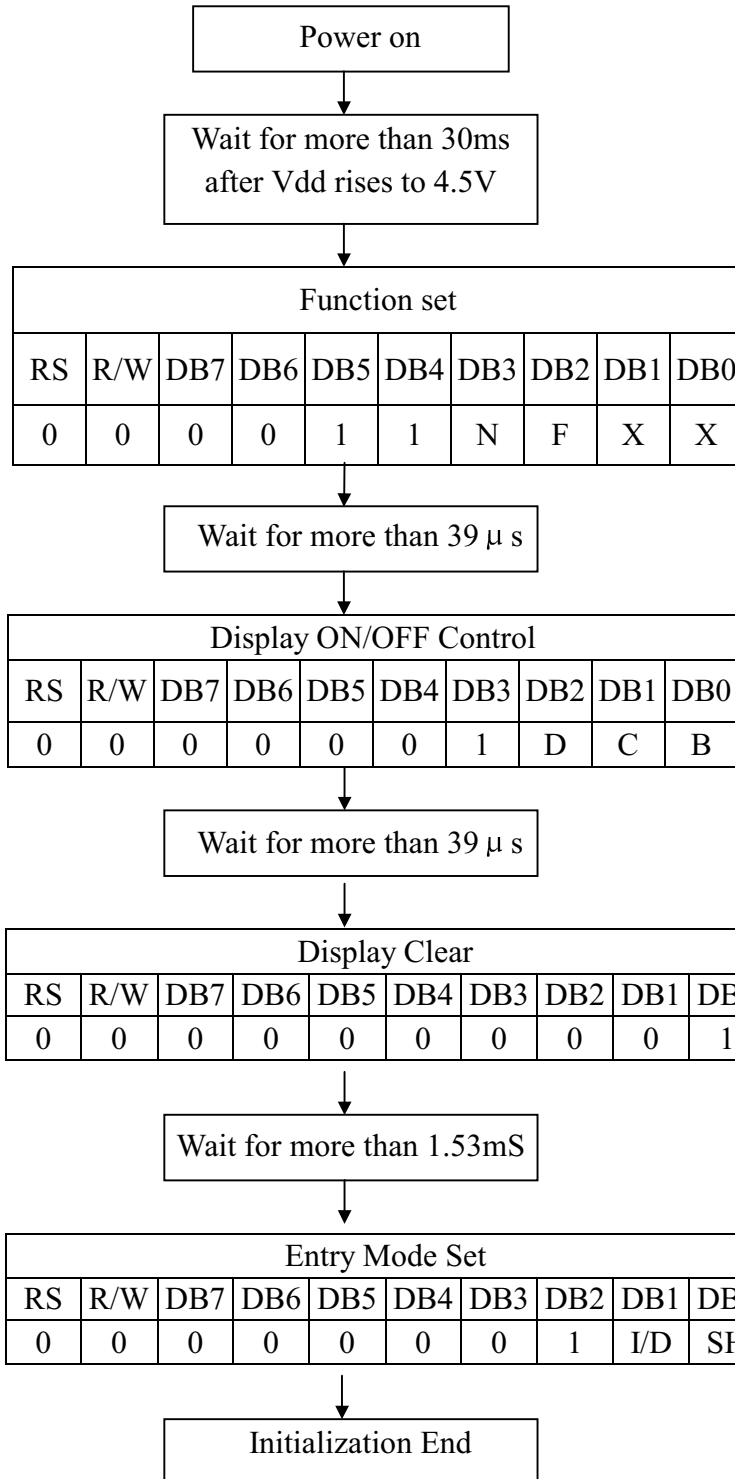 Power on
Wait for more than 30ms
after Vdd rises to 4.5V
Function set
RS R/W DB7 DB6 DB5 DB4 DB3 DB2 DB1 DB0
0 0 0 0 1 1 N F X X
Wait for more than 39 μ s
Display ON/OFF Control
RS R/W DB7 DB6 DB5 DB4 DB3 DB2 DB1 DB0
0 0 0 0 0 0 1 D C B
Wait for more than 39 μ s
Display Clear
RS R/W DB7 DB6 DB5 DB4 DB3 DB2 DB1 DB
0 0 0 0 0 0 0 0 0 1
Wait for more than 1.53mS
Entry Mode Set
RS R/W DB7 DB6 DB5 DB4 DB3 DB2 DB1 DB
0 0 0 0 0 0 0 1 I/D SH
Initialization End